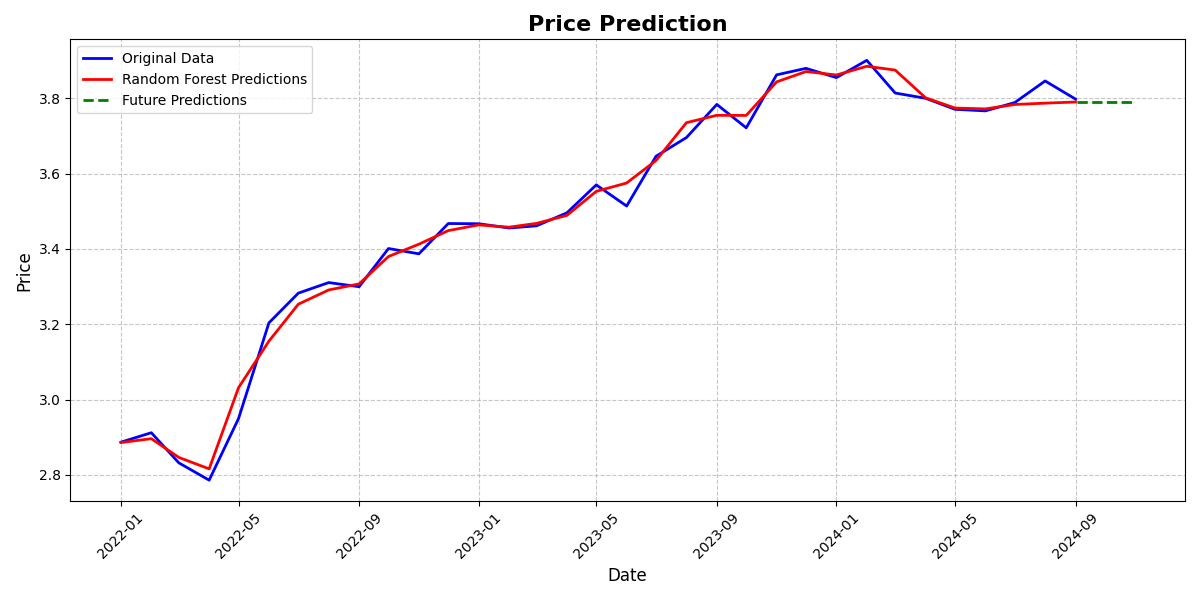 Price Prediction
Original Data
Random Forest Predictions
Future Predictions
Price
3.8
3.6
3.4
3.2
3.0
2.8
2022-01
2022-05
2022-09
2023-01
2023-05
2023-09
2024-01
2024-05
2024-09
Date